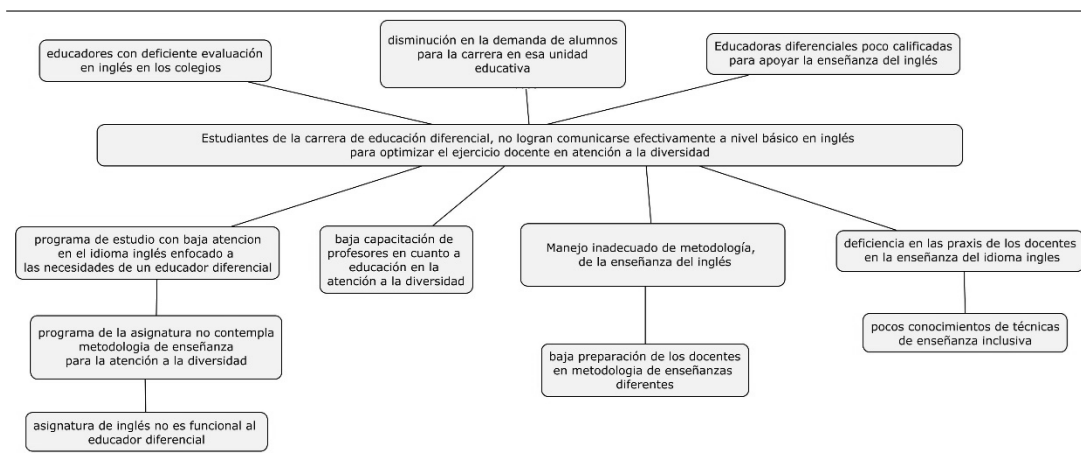 educadores con deficiente evaluación
en inglés en los colegios
disminución en la demanda de alumnos
para la carrera en esa unidad
educativa
Educadoras diferenciales poco calificadas
para apoyar la enseñanza del inglés
Estudiantes de la carrera de educación diferencial, no logran comunicarse efectivamente a nivel básico en inglés
para optimizar el ejercicio docente en atención a la diversidad
programa de estudio con baja atencion
en el idioma inglés enfocado a
las necesidades de un educador diferencial
baja capacitación de
profesores en cuanto a
educación en la
atención a la diversidad
Manejo inadecuado de metodología,
de la enseñanza del inglés
deficiencia en las praxis de los docentes
en la enseñanza del idioma ingles
programa de la asignatura no contempla
metodologia de enseñanza
para la atención a la diversidad
baja preparación de los docentes
en metodologia de enseñanzas
diferentes
pocos conocimientos de técnicas
de enseñanza inclusiva
asignatura de inglés no es funcional al
educador diferencial